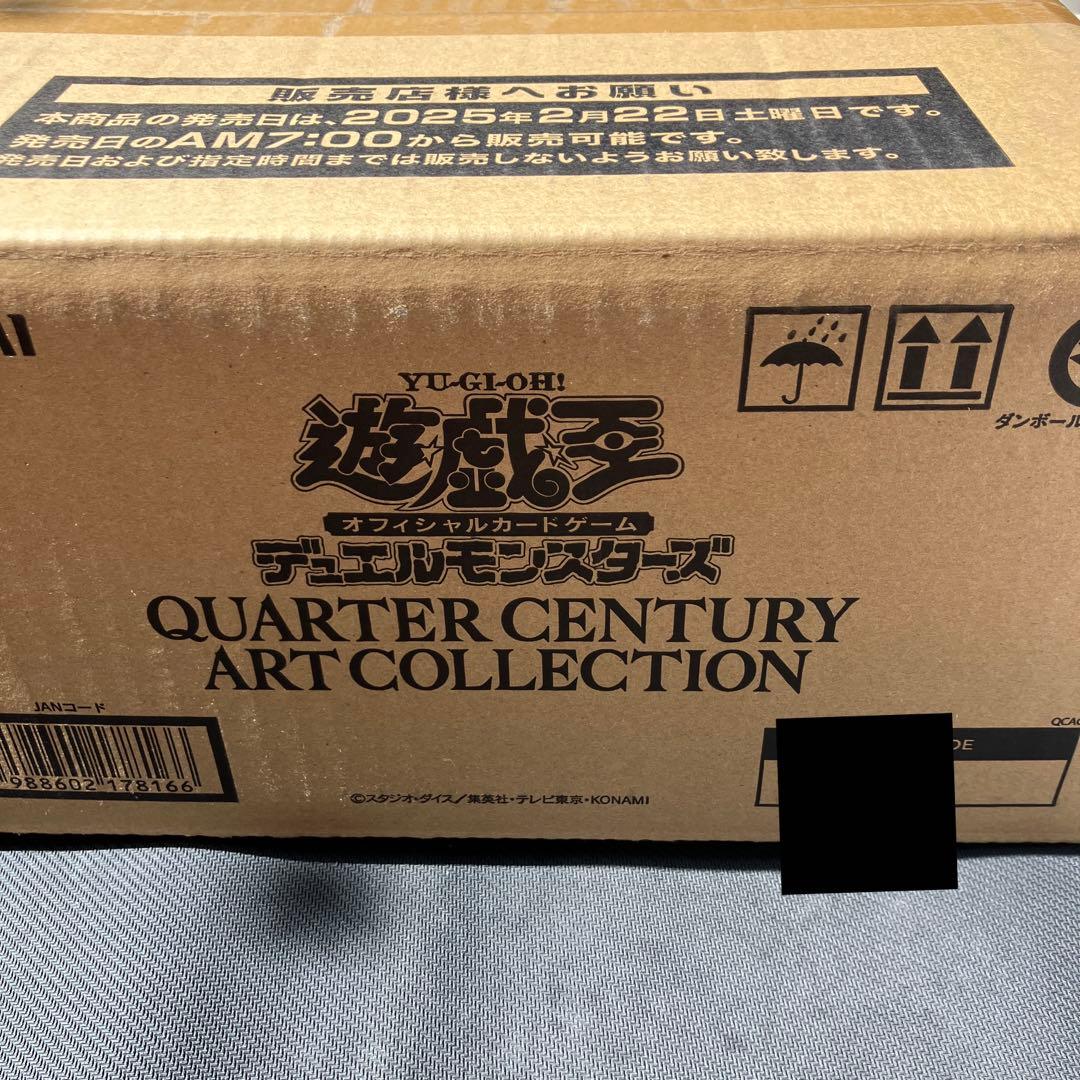 販売店様へお願い
本商品の発売日は、2025年2月22日土曜日です。
発売日のAM7:00から販売可能です。
発売日および指定時間までは販売しないようお願い致します。
YU-GI-OH!
遊☆戯☆王
オフィシャルカードゲーム
デュエルモンスターズ
QUARTER CENTURY
ART COLLECTION
ダンボール
JANコード
988602 178166
©スタジオ・ダイス/集英社・テレビ東京・KONAMI